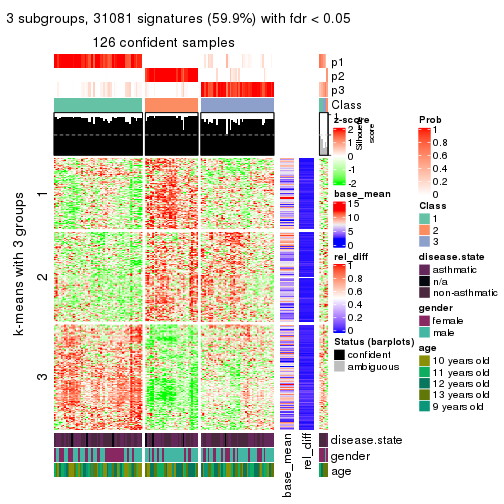 3 subgroups, 31081 signatures (59.9%) with fdr < 0.05
126 confident samples
p1
p2
p3
Class
Silhouette
score
k-means with 3 groups
1
2
3
z-score
2
1
0
-1
-2
base_mean
15
10
5
0
rel_diff
1
0.8
0.6
0.4
0.2
0
Status (barplots)
confident
ambiguous
Prob
1
0.8
0.6
0.4
0.2
0
Class
1
2
3
disease.state
asthmatic
n/a
non-asthmatic
gender
female
male
age
10 years old
11 years old
12 years old
13 years old
9 years old
disease.state
gender
age
base_mean
rel_diff